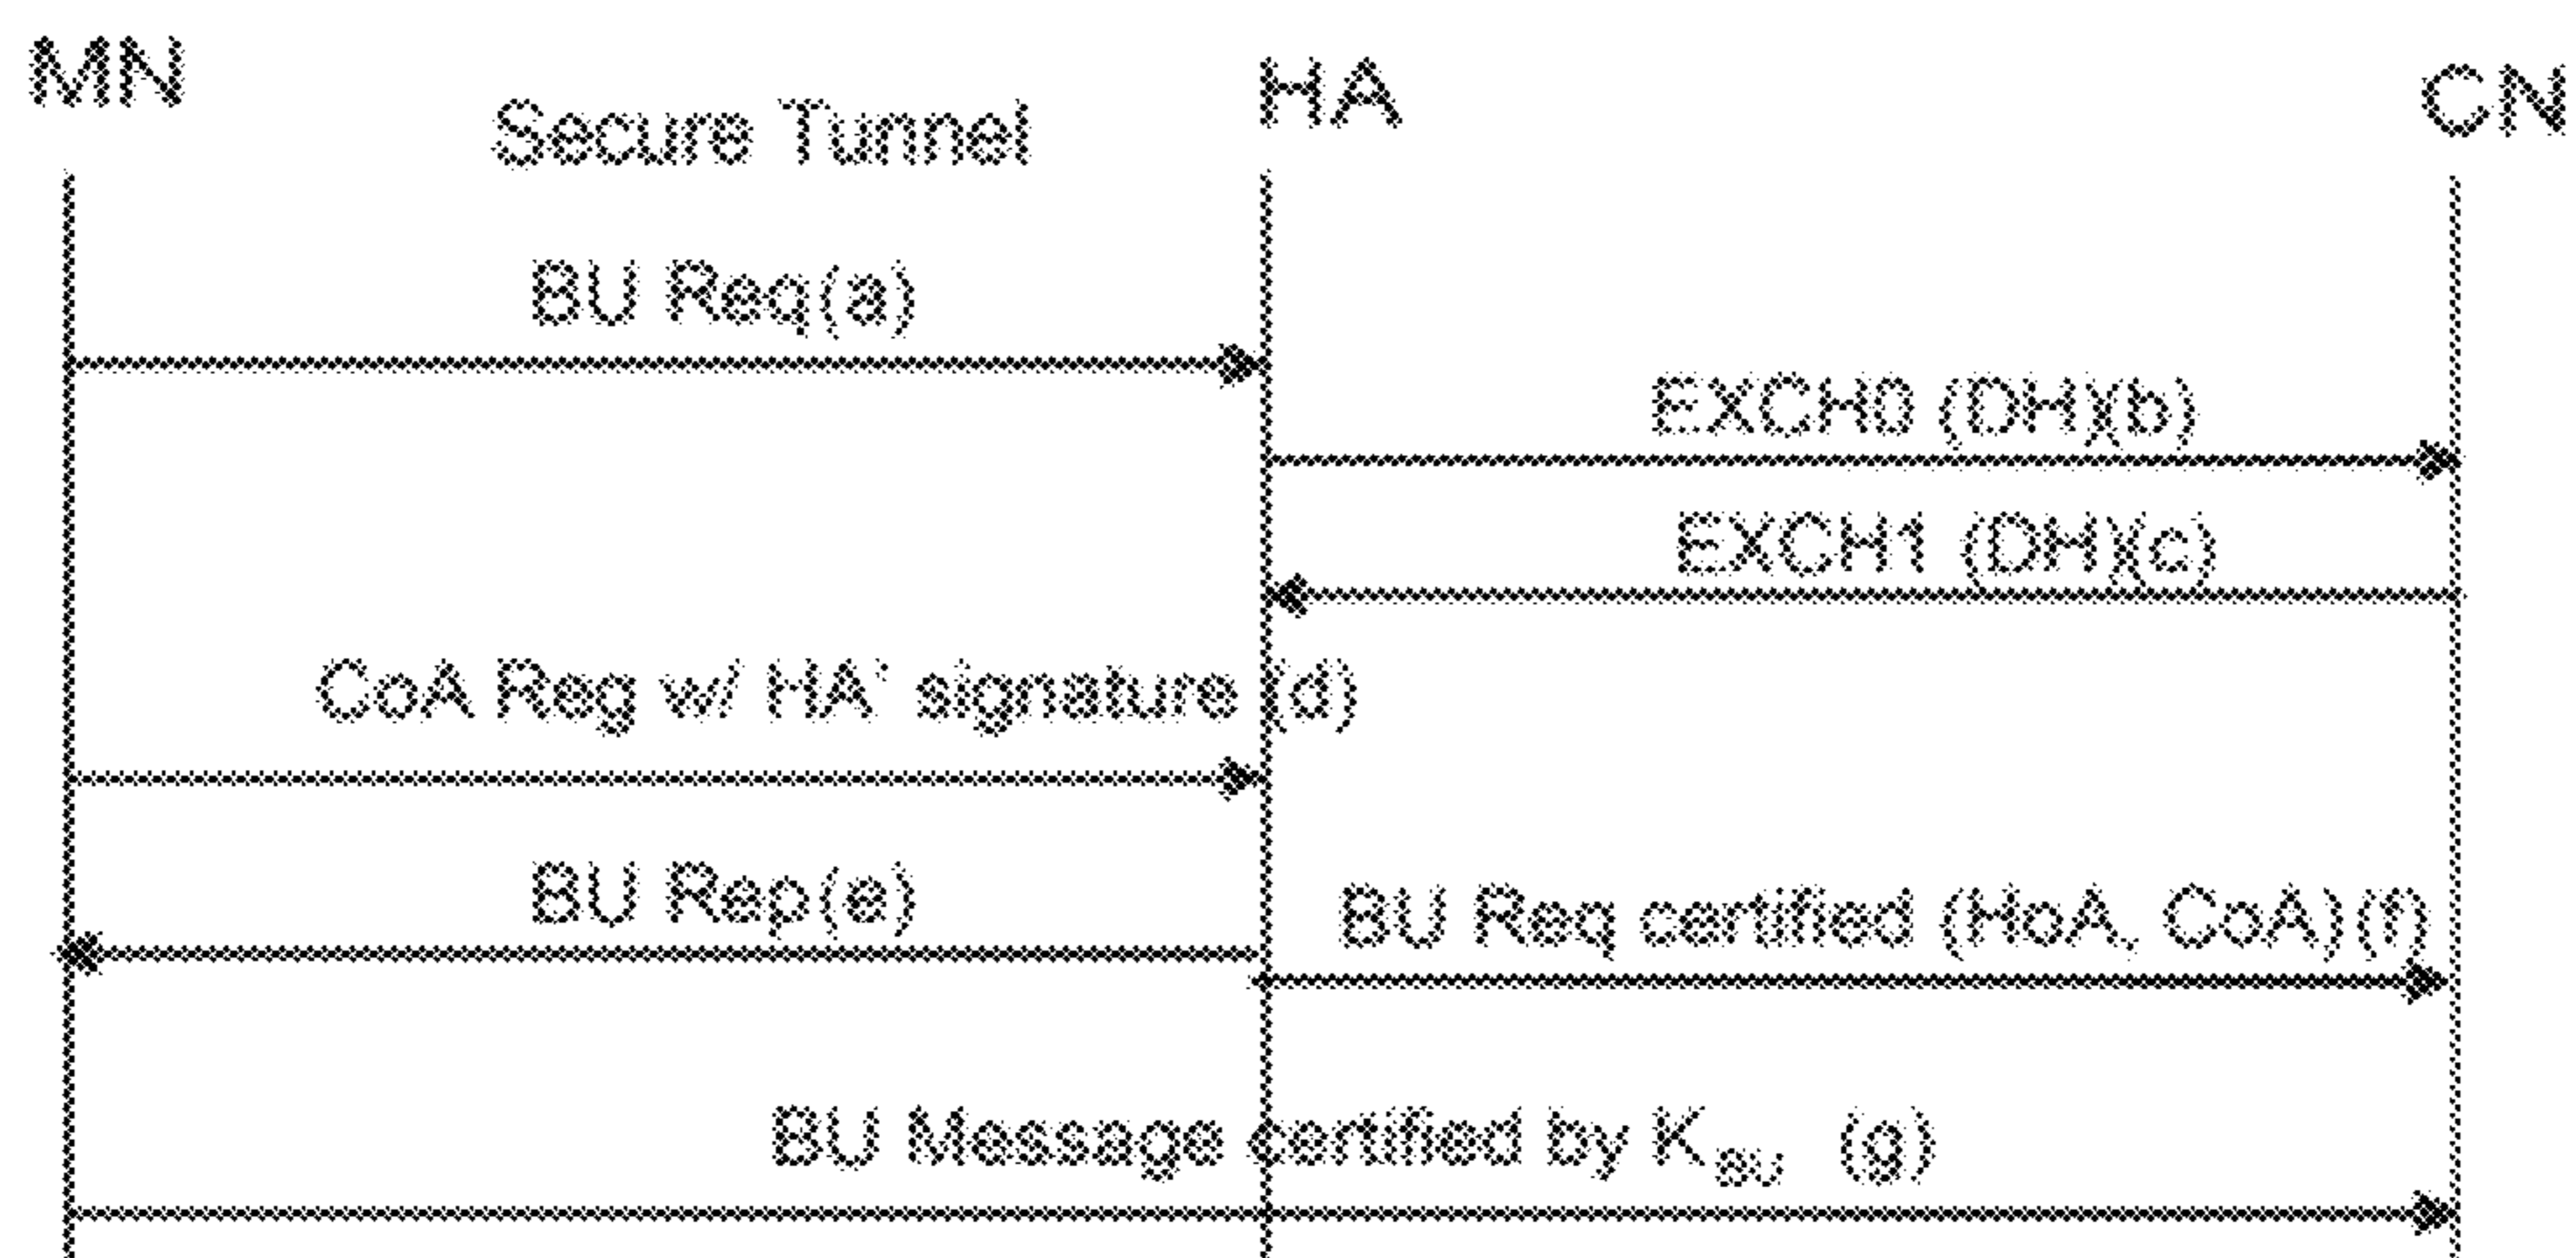 MN
HA
CN
Secure Tunnel
BU Req(a)
EXCH0 (DH)(b)
EXCH1 (DH)(c)
CoA Reg w/ HA' signature (d)
BU Rep(e)
BU Req certified (HoA, CoA)(f)
BU Message certified by K BU (g)